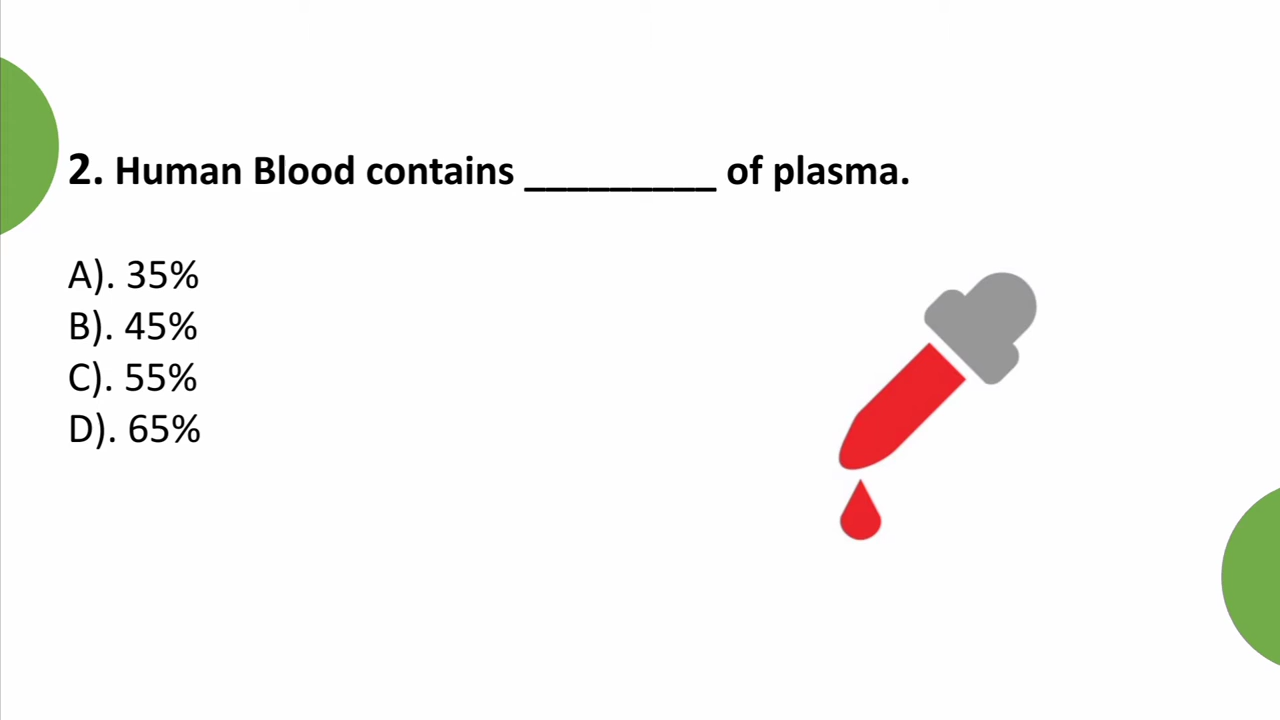 2. Human Blood contains _________ of plasma.
A). 35%
B). 45%
C). 55%
D). 65%